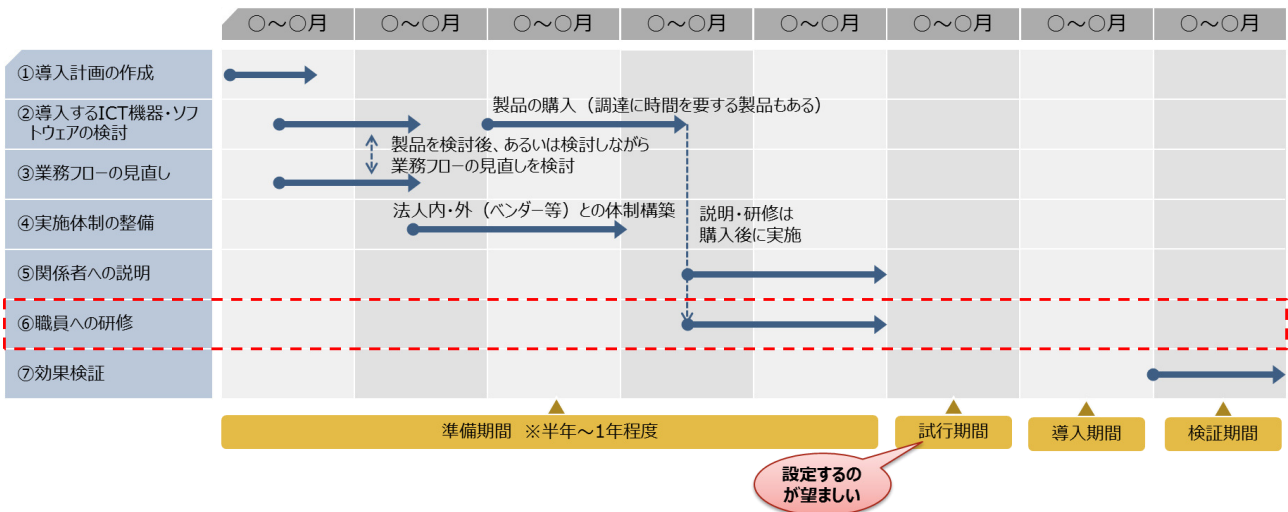 ○～○月 ○～○月 ○～○月 ○～○月 ○～○月 ○～○月 ○～○月 ○～○月
①導入計画の作成
②導入するICT機器・ソフ
トウェアの検討
製品の購入（調達に時間を要する製品もある）
製品を検討後、あるいは検討しながら
業務フローの見直しを検討
③業務フローの見直し
④実施体制の整備
法人内・外（ベンダー等）との体制構築
説明・研修は
購入後に実施
⑤関係者への説明
⑥職員への研修
⑦効果検証
準備期間 ※半年～1年程度
試行期間
導入期間
検証期間
設定するの
が望ましい